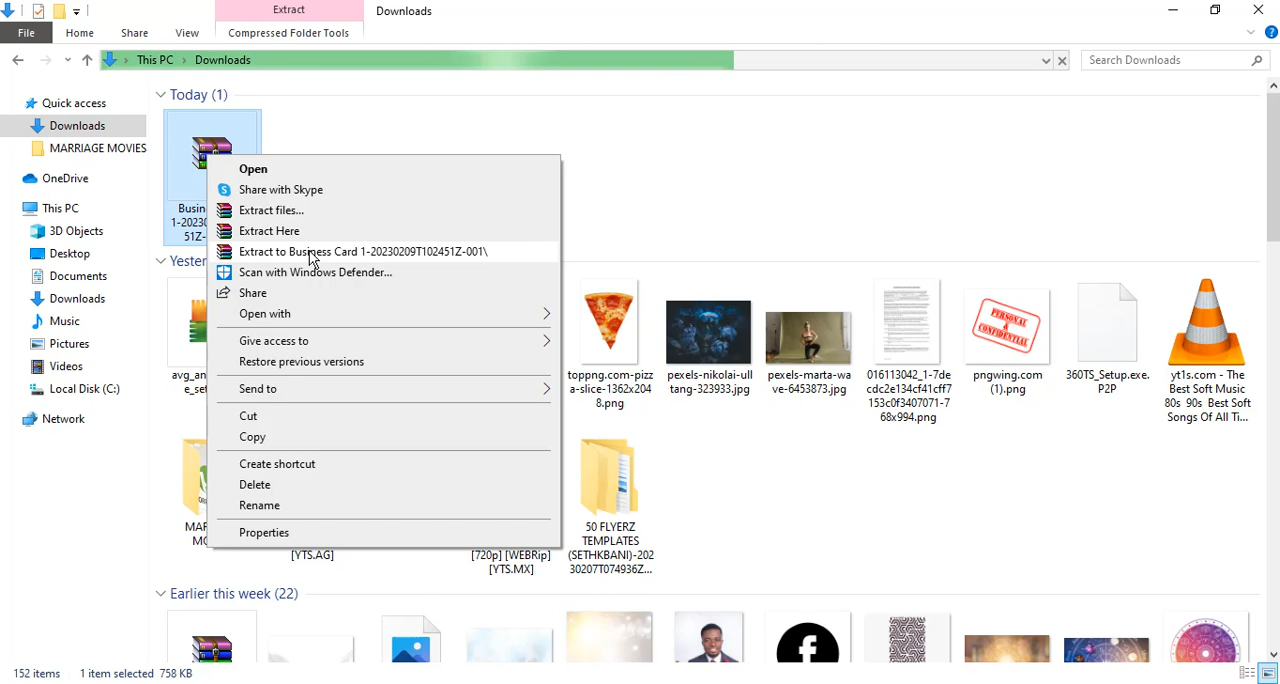 Extract
Downloads
File
Home
Share
View
Compressed Folder Tools
This PC
Downloads
Search Downloads
Quick access
Downloads
MARRIAGE MOVIES
OneDrive
This PC
3D Objects
Desktop
Documents
Downloads
Music
Pictures
Videos
Local Disk (C:)
Network
Today (1)
Busin
1-2023
51Z-
Open
Share with Skype
Extract files...
Extract Here
Extract to Business Card 1-20230209T102451Z-001\
Scan with Windows Defender...
Share
Open with
Give access to
Restore previous versions
Send to
Cut
Copy
Create shortcut
Delete
Rename
Properties
Yester
avg_an
e_set
toppng.com-pizz
a-slice-1362x204
8.png
pexels-nikolai-ull
tang-323933.jpg
pexels-marta-wa
ve-6453873.jpg
016113042_1-7de
cdc2e134cf41cff7
153c0f3407071-7
68x994.png
PERSONAL
&
CONFIDENTIAL
pngwing.com
(1).png
360TS_Setup.exe.
P2P
yt1s.com - The
Best Soft Music
80s 90s Best Soft
Songs Of All Ti...
MAR
MO
[YTS.AG]
[720p] [WEBRip]
[YTS.MX]
50 FLYERZ
TEMPLATES
(SETHKBANI)-202
30207T074936Z...
Earlier this week (22)
152 items
1 item selected 758 KB